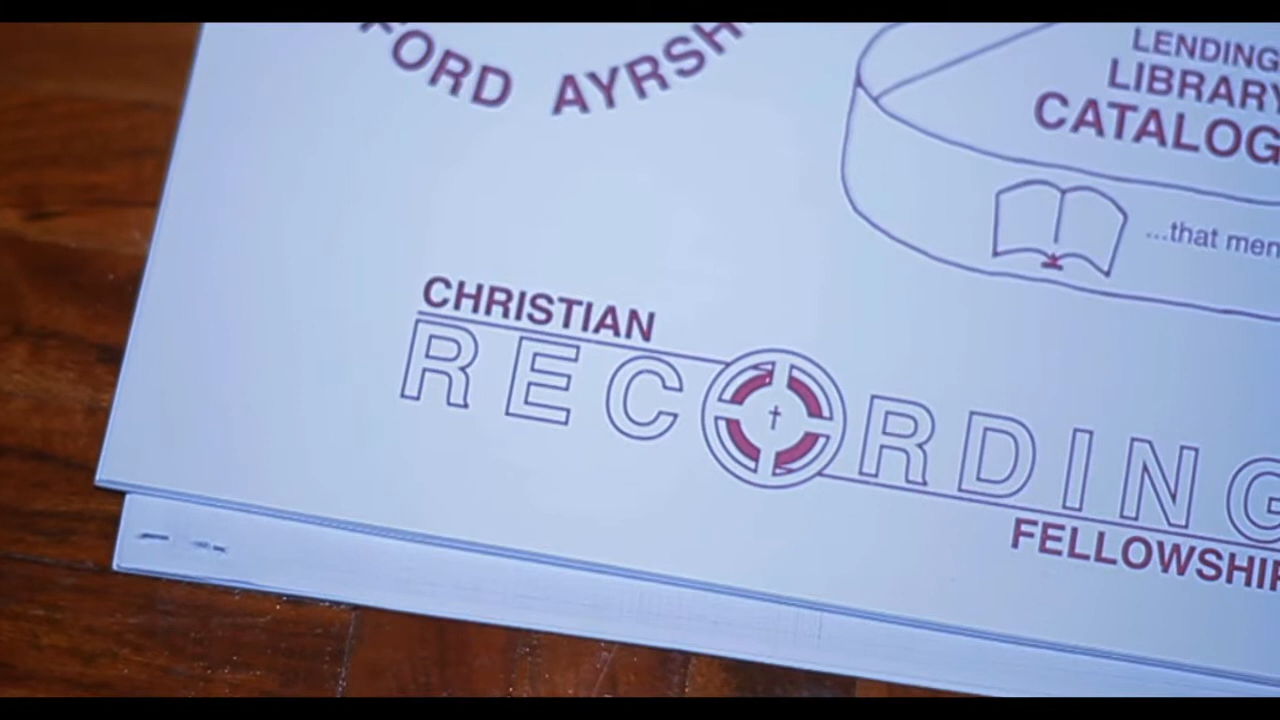 FORD AYRSH
LENDING
LIBRARY
CATALOG
...that men
CHRISTIAN
RECORDING
FELLOWSHIP